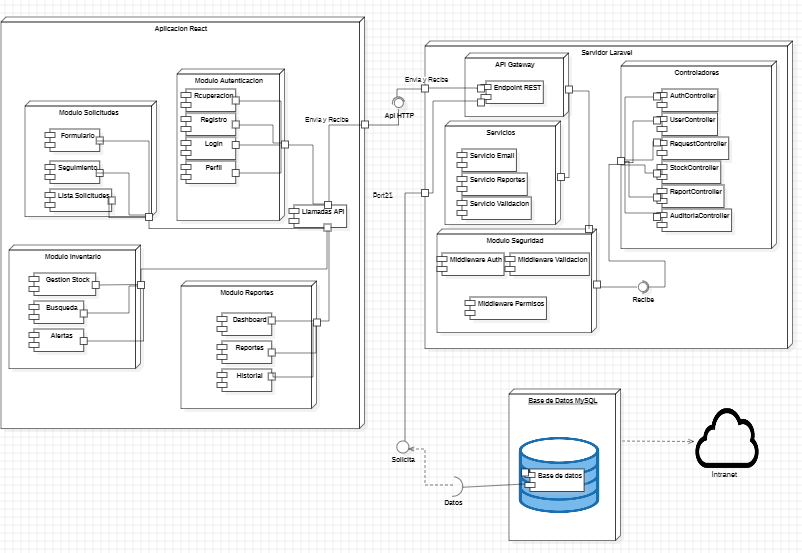 Aplicacion React
Modulo Autenticacion
Rcuperacion
Registro
Login
Perfil
Modulo Solicitudes
Formulario
Seguimiento
Lista Solicitudes
Envia y Recibe
Llamadas API
Modulo Inventario
Gestion Stock
Busqueda
Alertas
Modulo Reportes
Dashboard
Reportes
Historial
Api HTTP
Envia y Recibe
Servidor Laravel
API Gateway
Endpoint REST
Servicios
Servicio Email
Servicio Reportes
Servicio Validacion
Modulo Seguridad
Middleware Auth
Middleware Validacion
Middleware Permisos
Controladores
AuthController
UserController
RequestController
StockController
ReportController
AuditoriaController
Recibe
Solicita
Datos
Base de Datos MySQL
Base de datos
Intranet